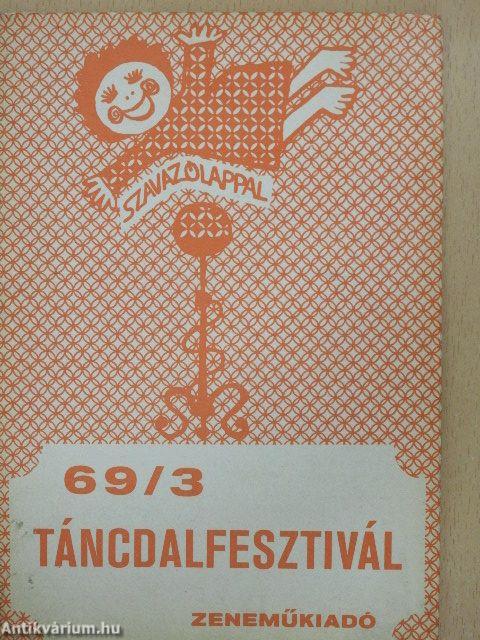 SZAVAZÓLAPPAL
69/3
TÁNCDALFESZTIVÁL
ZENEMŰKIADÓ
Antikvárium.hu